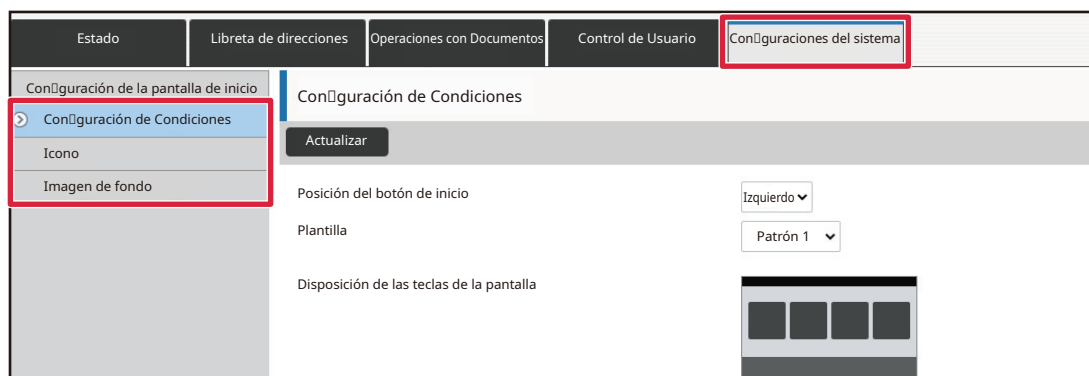 Estado
Libreta de direcciones
Operaciones con Documentos
Control de Usuario
Con▯guraciones del sistema
Con▯guración de la pantalla de inicio
Con▯guración de Condiciones
Icono
Imagen de fondo
Con▯guración de Condiciones
Actualizar
Posición del botón de inicio
Izquierdo
Plantilla
Patrón 1
Disposición de las teclas de la pantalla